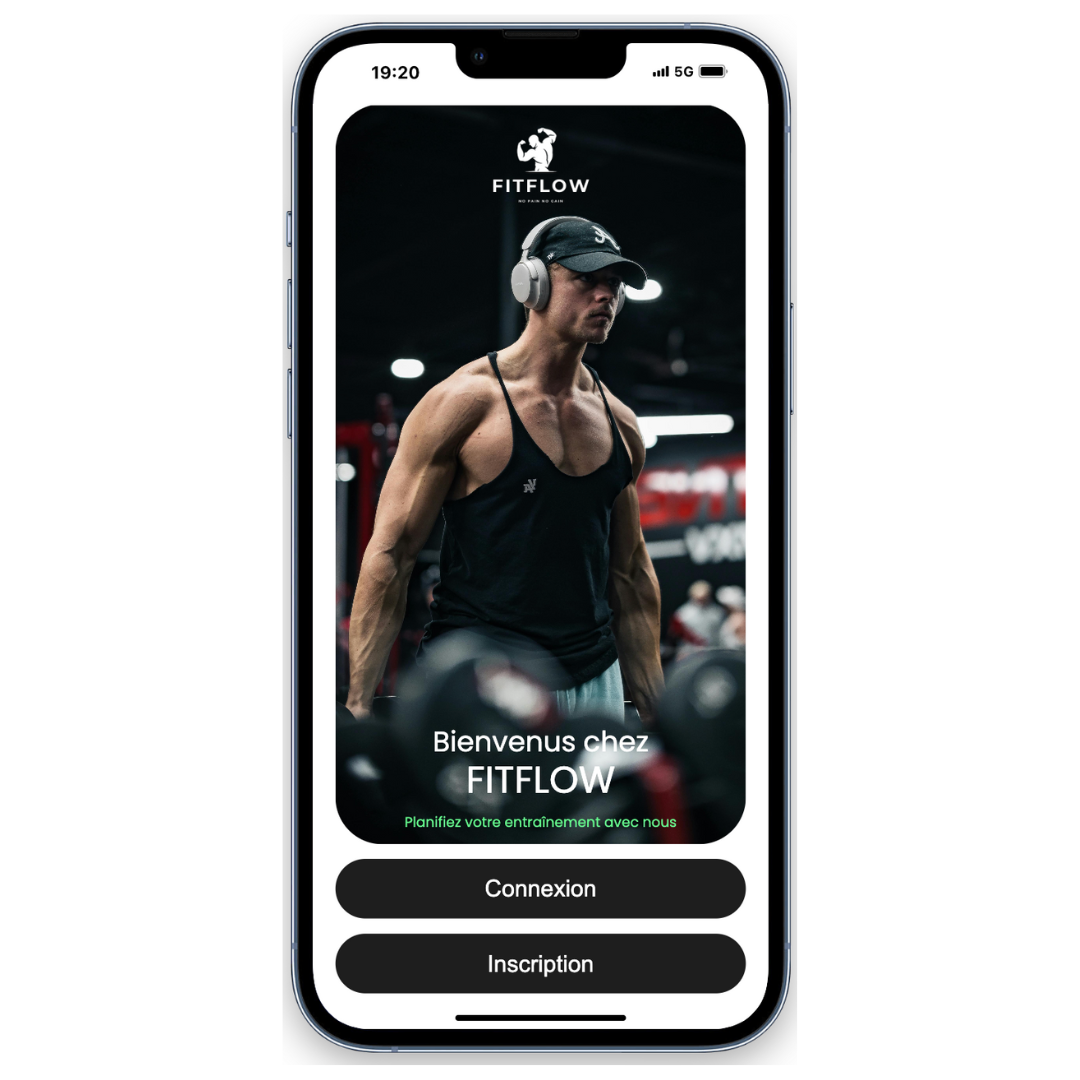 19:20
5G
FITFLOW
NO PAIN NO GAIN
Bienvenus chez
FITFLOW
Planifiez votre entraînement avec nous
Connexion
Inscription